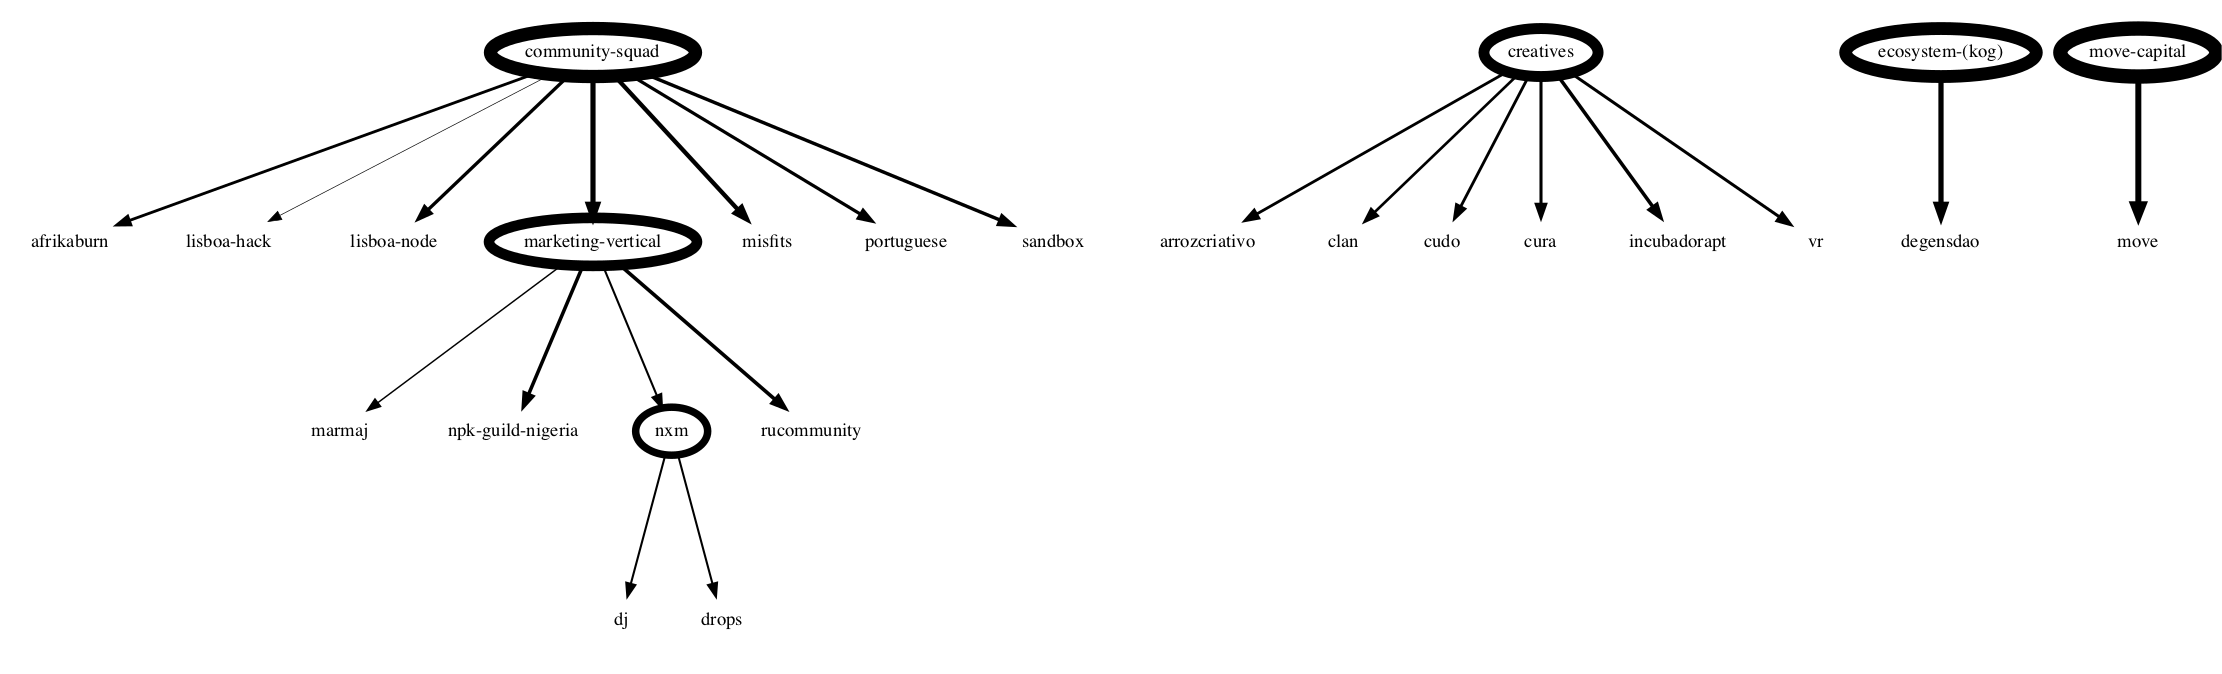 community-squad
creatives
ecosystem-(kog)
move-capital
afrikaburn
lisboa-hack
lisboa-node
marketing-vertical
misfits
portuguese
sandbox
arrozcriativo
clan
cudo
cura
incubadorapt
vr
degensdao
move
marmaj
npk-guild-nigeria
nxm
rucommunity
dj
drops